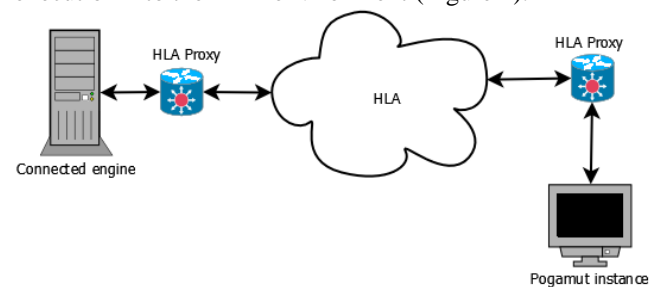 HLA Proxy
HLA Proxy
HLA
Connected engine
Pogamut instance